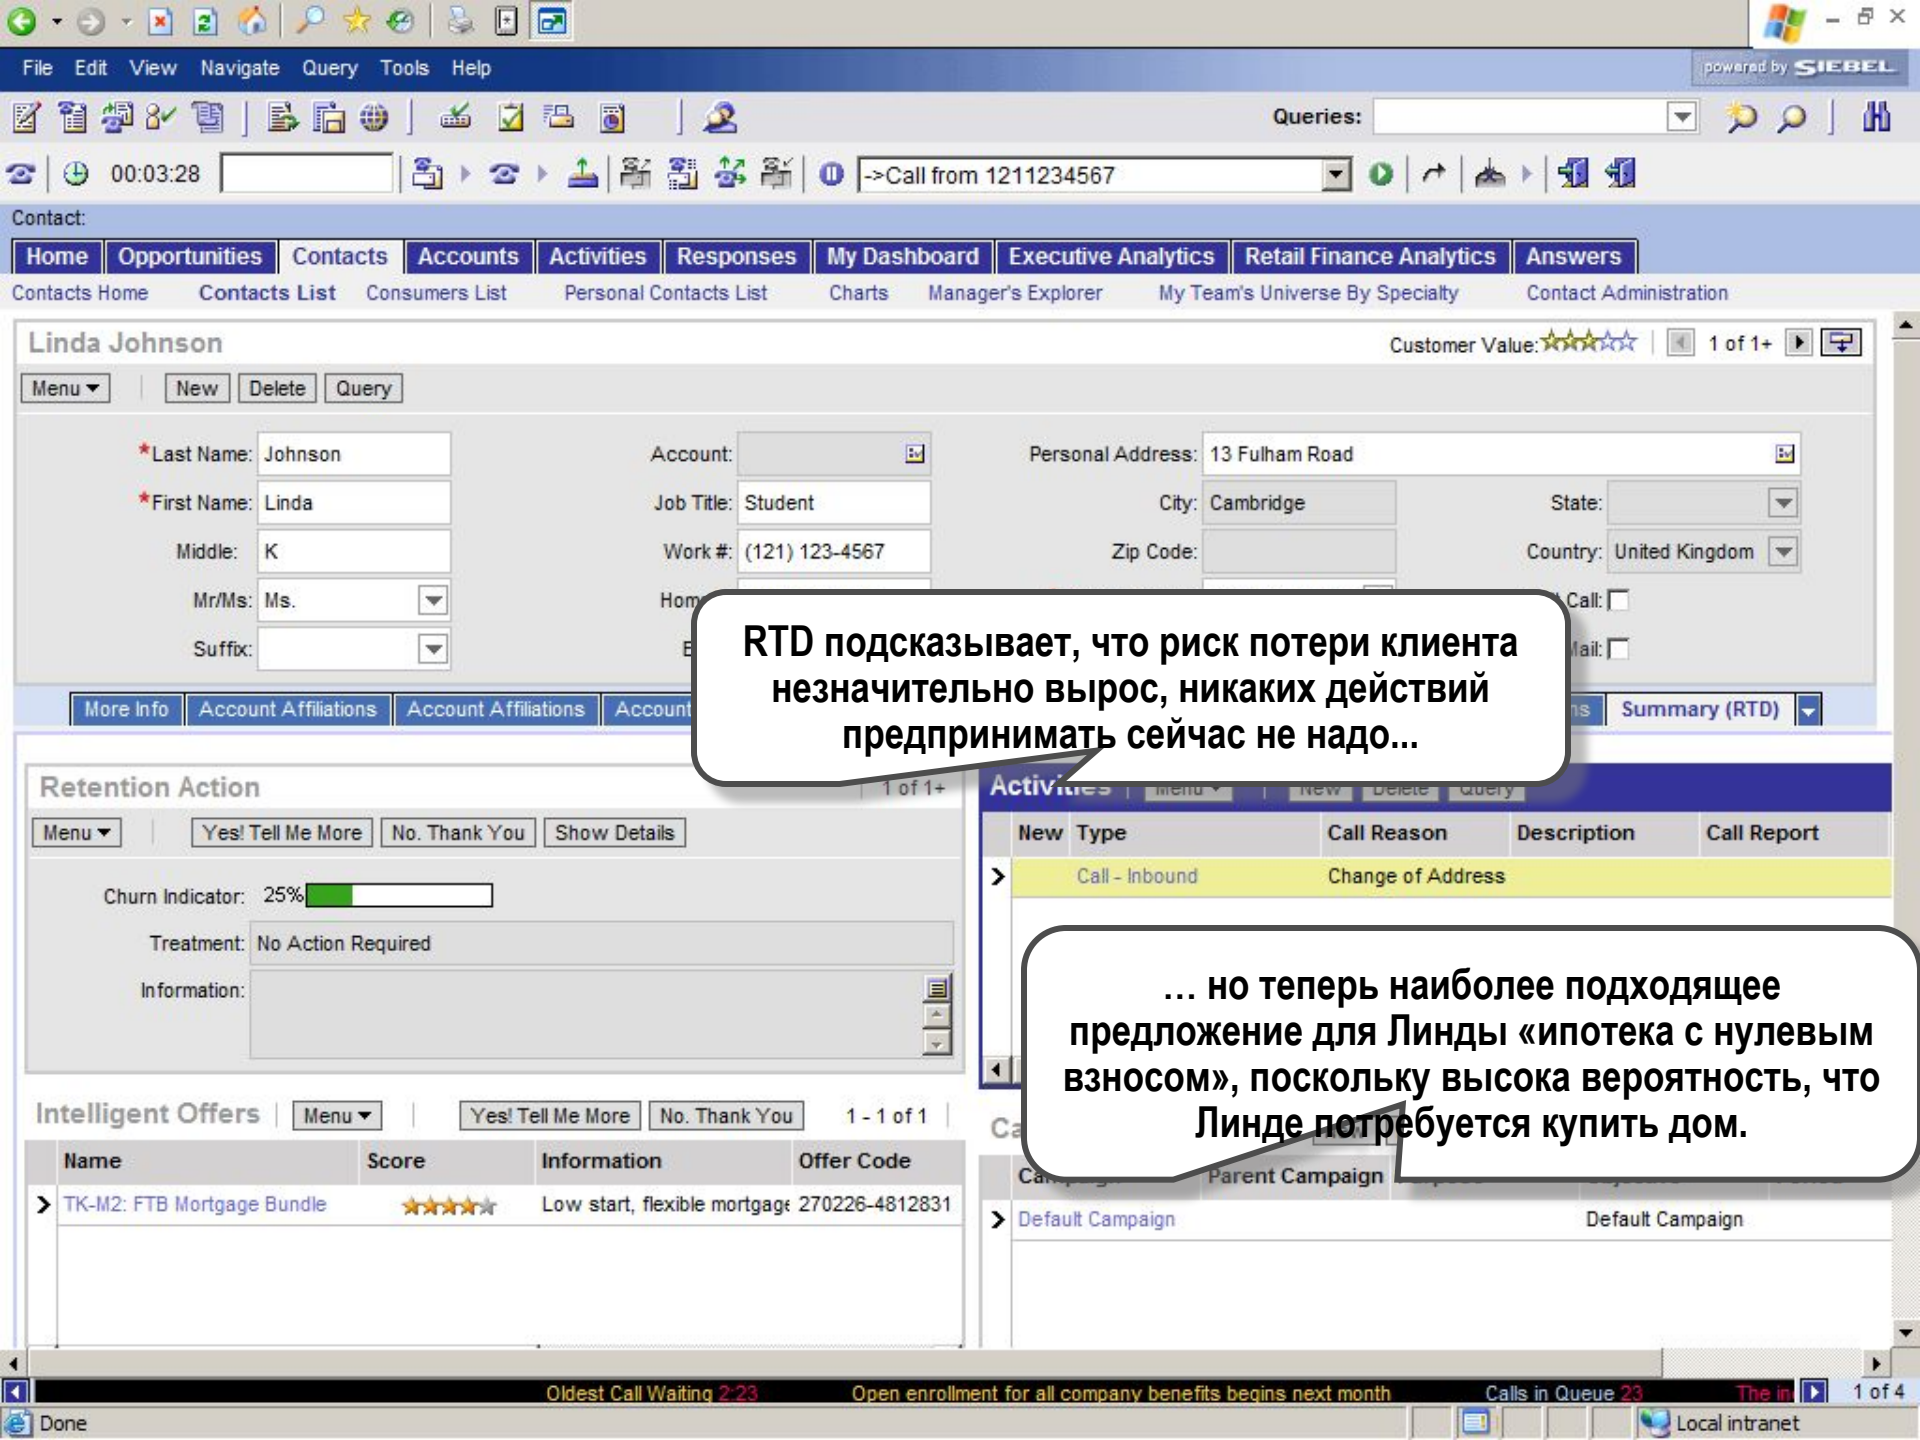 File Edit View Navigate Query Tools Help
powered by SIEBEL
Queries:
00:03:28 ->Call from 1211234567
Contact:
Home Opportunities Contacts Accounts Activities Responses My Dashboard Executive Analytics Retail Finance Analytics Answers
Contacts Home Contacts List Consumers List Personal Contacts List Charts Manager's Explorer My Team's Universe By Specialty Contact Administration
Linda Johnson Customer Value: 1 of 1+
Menu New Delete Query
*Last Name: Johnson Account: Personal Address: 13 Fulham Road
*First Name: Linda Job Title: Student City: Cambridge State:
Middle: K Work #: (121) 123-4567 Zip Code: Country: United Kingdom
Mr/Ms: Ms. Call:
Suffix: Mail:
RTD подсказывает, что риск потери клиента
незначительно вырос, никаких действий
предпринимать сейчас не надо...
More Info Account Affiliations Account Affiliations Account Summary (RTD)
Retention Action 1 of 1+
Menu Yes! Tell Me More No. Thank You Show Details
Churn Indicator: 25%
Treatment: No Action Required
Information:
Activities Menu New Delete Query
New Type Call Reason Description Call Report
Call - Inbound Change of Address
… но теперь наиболее подходящее
предложение для Линды «ипотека с нулевым
взносом», поскольку высока вероятность, что
Линде потребуется купить дом.
Intelligent Offers Menu Yes! Tell Me More No. Thank You 1 - 1 of 1
Name Score Information Offer Code
TK-M2: FTB Mortgage Bundle Low start, flexible mortgage 270226-4812831
Parent Campaign
Default Campaign Default Campaign
Oldest Call Waiting 2:23 Open enrollment for all company benefits begins next month Calls in Queue 23 The in 1 of 4
Done Local intranet